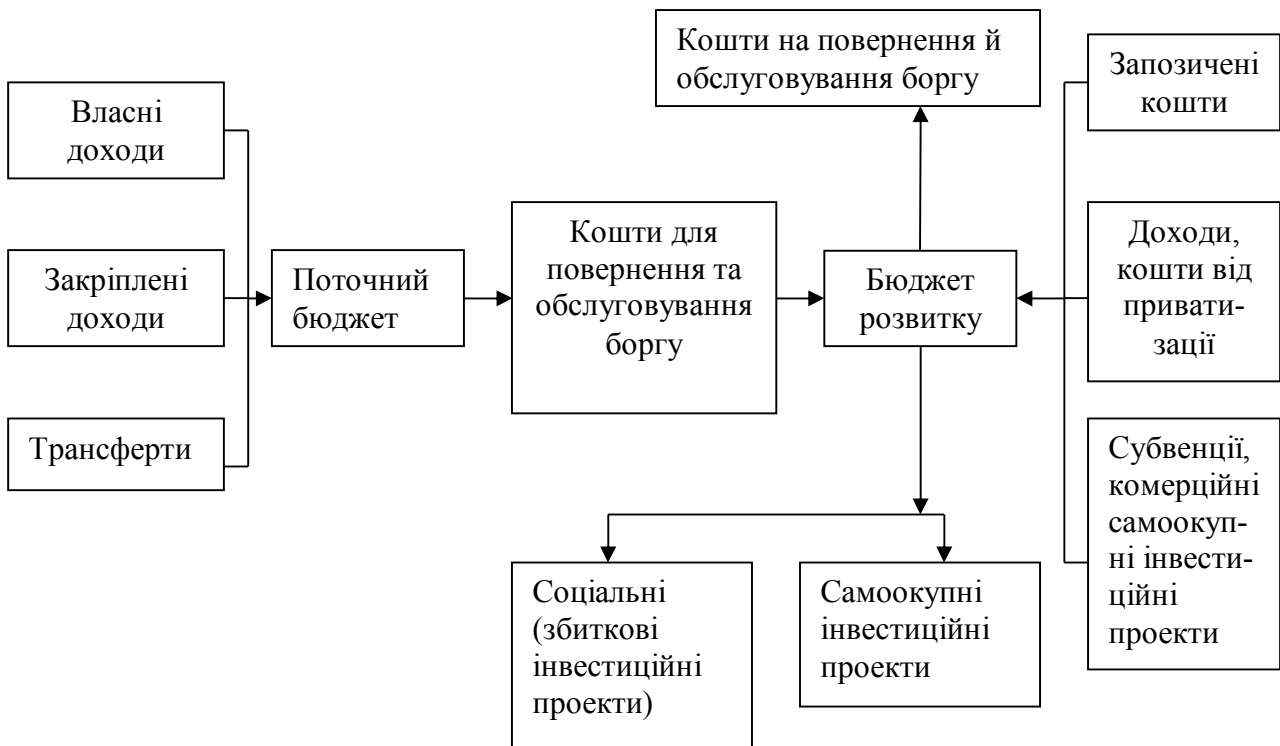 Кошти на повернення й
обслуговування боргу
Запозичені
кошти
Власні
доходи
Закріплені
доходи
Трансферти
Поточний
бюджет
Кошти для
повернення та
обслуговування
боргу
Бюджет
розвитку
Доходи,
кошти від
привати-
зації
Субвенції,
комерційні
самоокуп-
ні інвести-
ційні
проекти
Соціальні
(збиткові
інвестиційні
проекти)
Самоокупні
інвестиційні
проекти